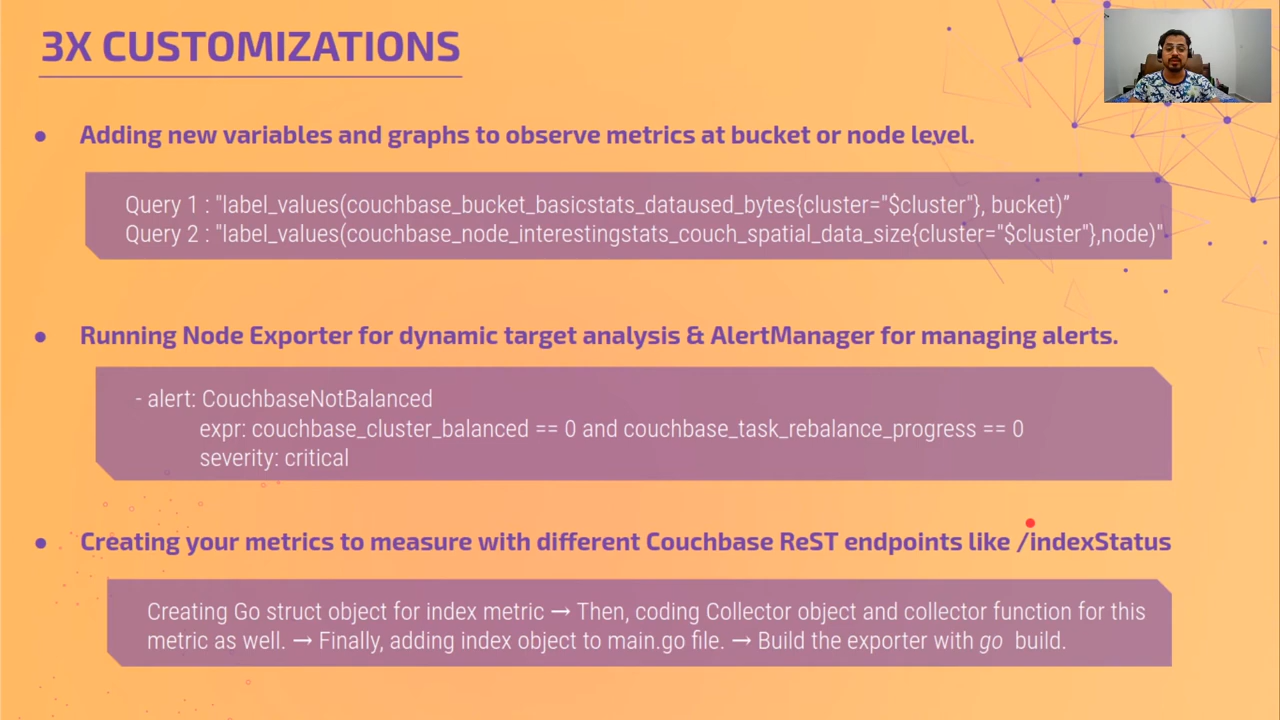 3X CUSTOMIZATIONS
● Adding new variables and graphs to observe metrics at bucket or node level.
Query 1 : "label_values(couchbase_bucket_basicstats_dataused_bytes{cluster="$cluster"}, bucket)”
Query 2 : "label_values(couchbase_node_interestingstats_couch_spatial_data_size{cluster="$cluster"},node)"
● Running Node Exporter for dynamic target analysis & AlertManager for managing alerts.
- alert: CouchbaseNotBalanced
expr: couchbase_cluster_balanced == 0 and couchbase_task_rebalance_progress == 0
severity: critical
● Creating your metrics to measure with different Couchbase ReST endpoints like /indexStatus
Creating Go struct object for index metric → Then, coding Collector object and collector function for this
metric as well. → Finally, adding index object to main.go file. → Build the exporter with go build.